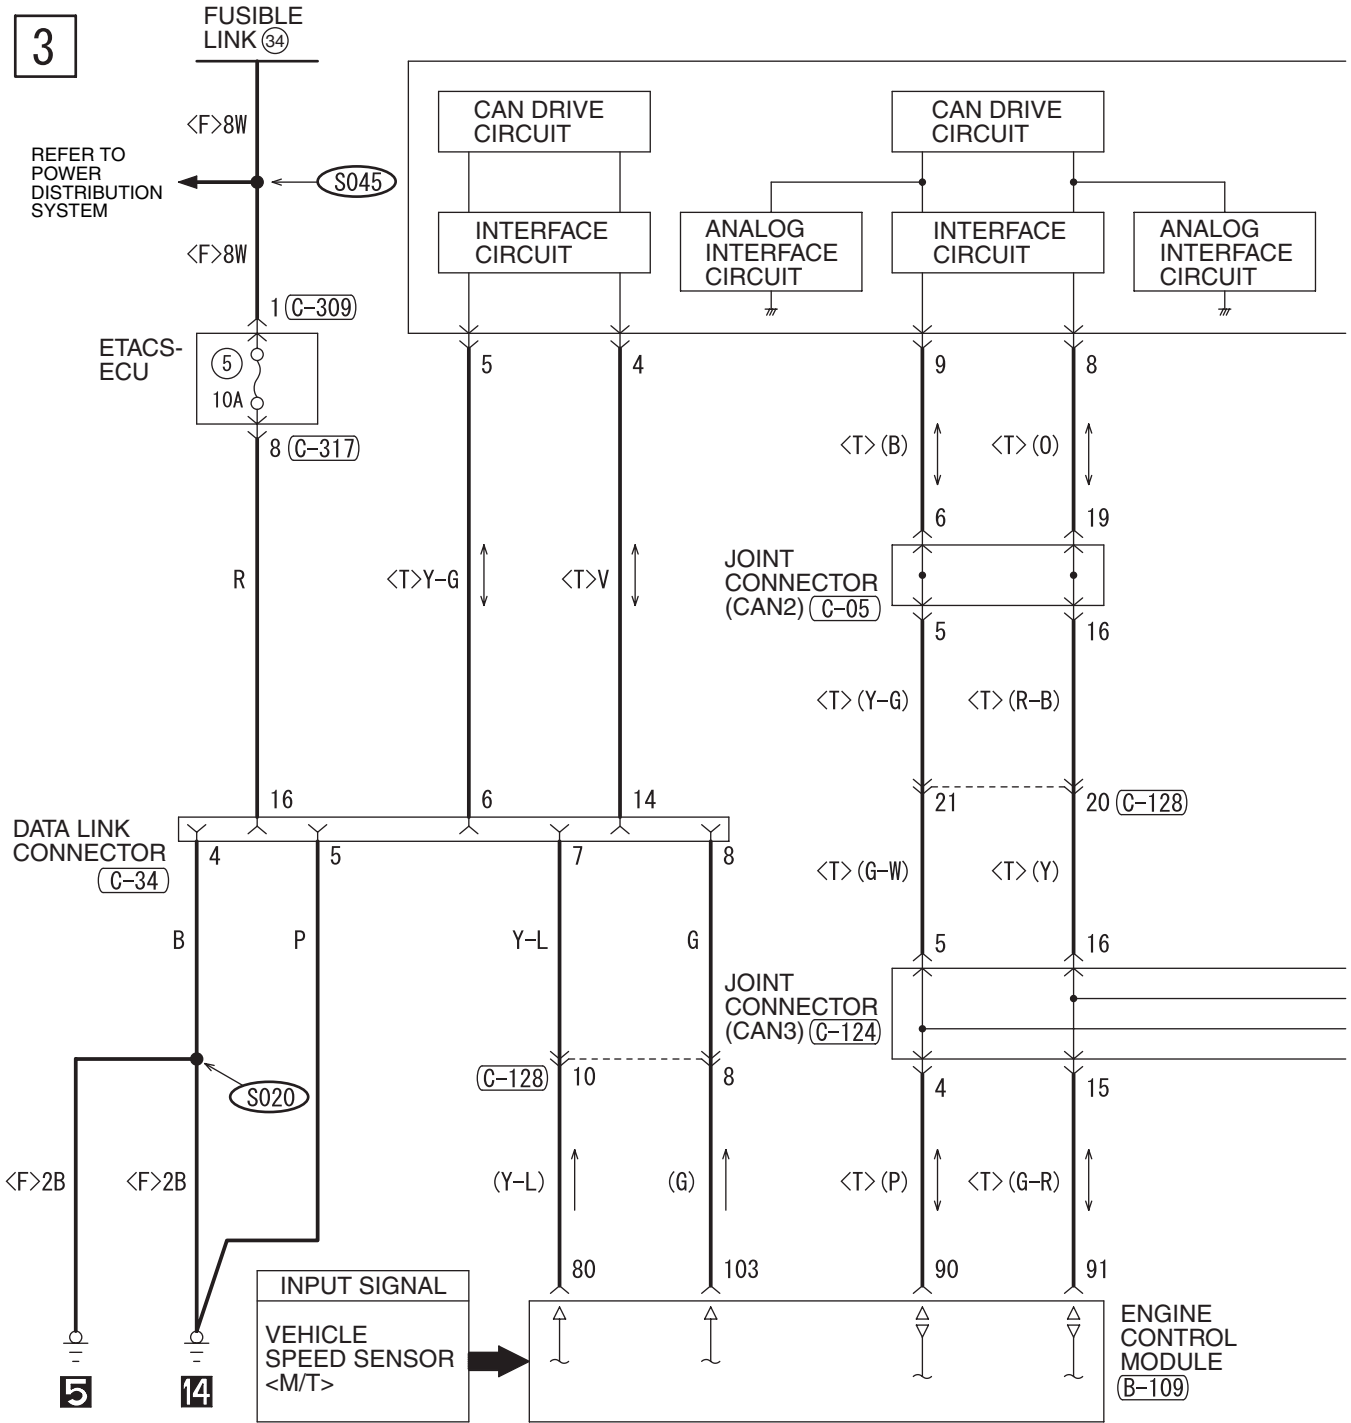 3
FUSIBLE
LINK 34
<F>8W
REFER TO
POWER
DISTRIBUTION
SYSTEM
S045
<F>8W
1 C-309
ETACS-
ECU
5
10A
8 C-317
CAN DRIVE
CIRCUIT
CAN DRIVE
CIRCUIT
INTERFACE
CIRCUIT
ANALOG
INTERFACE
CIRCUIT
INTERFACE
CIRCUIT
ANALOG
INTERFACE
CIRCUIT
5
4
9
8
<T>(B)
<T>(O)
6
19
R
<T>Y-G
<T>V
JOINT
CONNECTOR
(CAN2) C-05
5
16
<T>(Y-G)
<T>(R-B)
21
20 C-128
16
6
14
DATA LINK
CONNECTOR
C-34
4
5
7
8
<T>(G-W)
<T>(Y)
B
P
Y-L
G
5
16
JOINT
CONNECTOR
(CAN3) C-124
S020
C-128 10
8
4
15
<F>2B
<F>2B
(Y-L)
(G)
<T>(P)
<T>(G-R)
80
103
90
91
INPUT SIGNAL
VEHICLE
SPEED SENSOR
<M/T>
ENGINE
CONTROL
MODULE
B-109
5
14